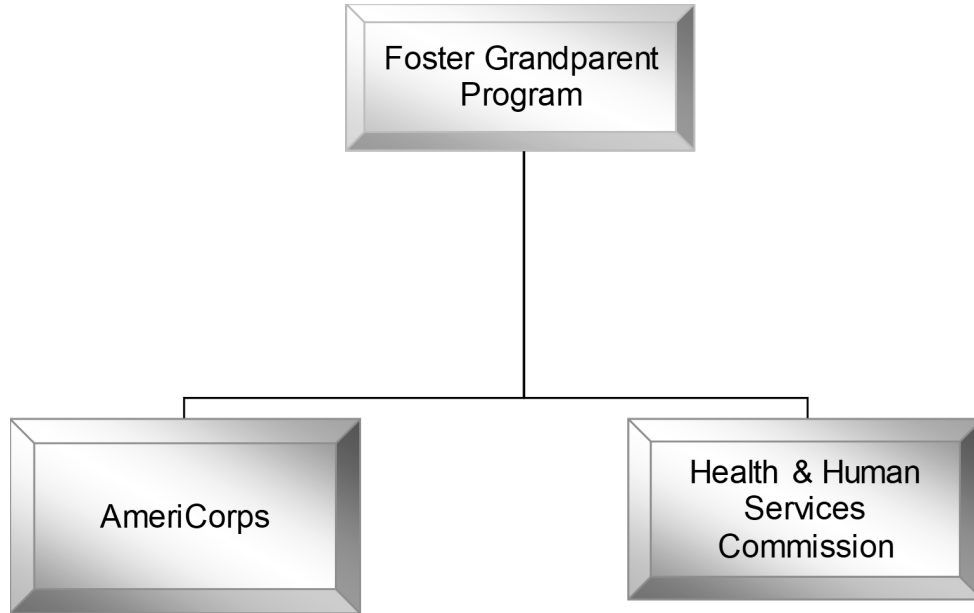 Foster Grandparent
Program
AmeriCorps
Health & Human
Services
Commission